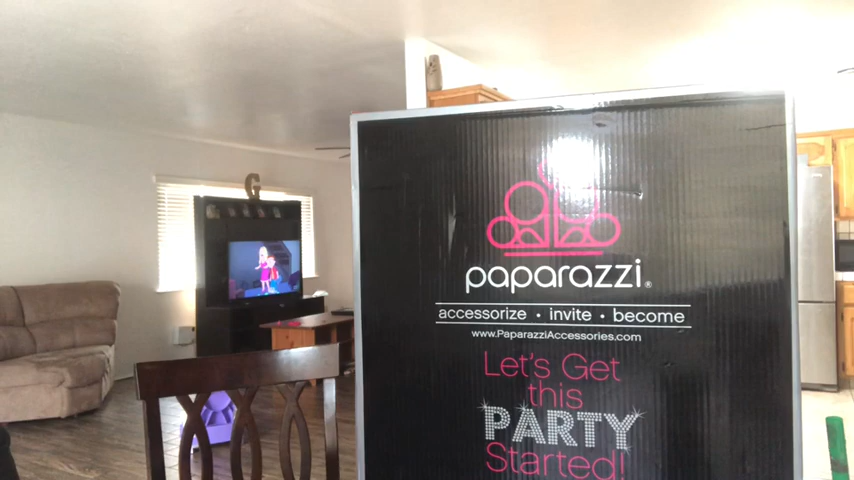 G
paparazzi®
accessorize • invite • become
www.PaparazziAccessories.com
Let's Get
this
PARTY
Started!